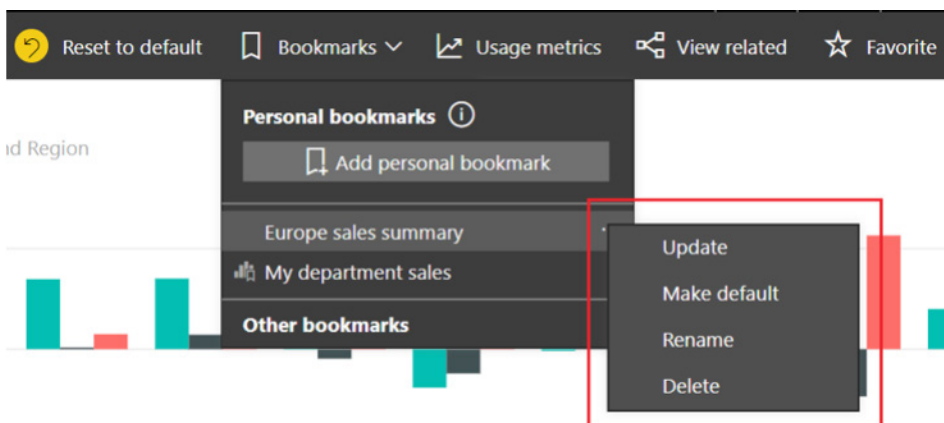 Reset to default
Bookmarks
Usage metrics
View related
Favorite
Personal bookmarks
nd Region
Add personal bookmark
Europe sales summary
My department sales
Other bookmarks
Update
Make default
Rename
Delete